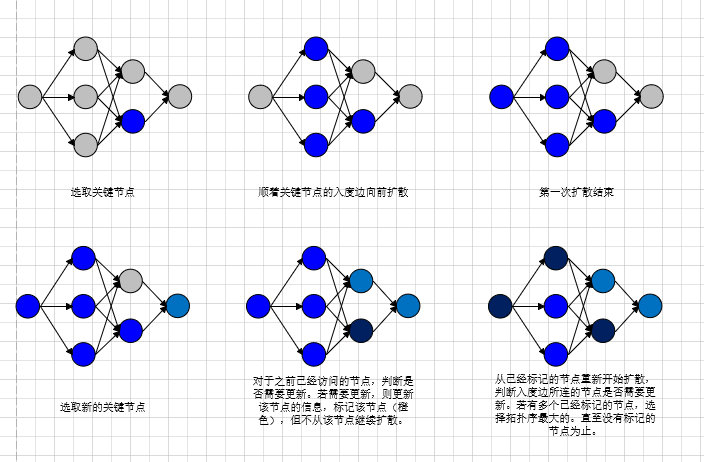 选取关键节点
顺着关键节点的入度边向前扩散
第一次扩散结束
选取新的关键节点
对于之前已经访问的节点，判断是
否需要更新。若需要更新，则更新
该节点的信息，标记该节点（橙
色），但不从该节点继续扩散。
从已经标记的节点重新开始扩散，
判断入度边所连的节点是否需要更
新。若有多个已经标记的节点，选
择拓扑序最大的。直至没有标记的
节点为止。